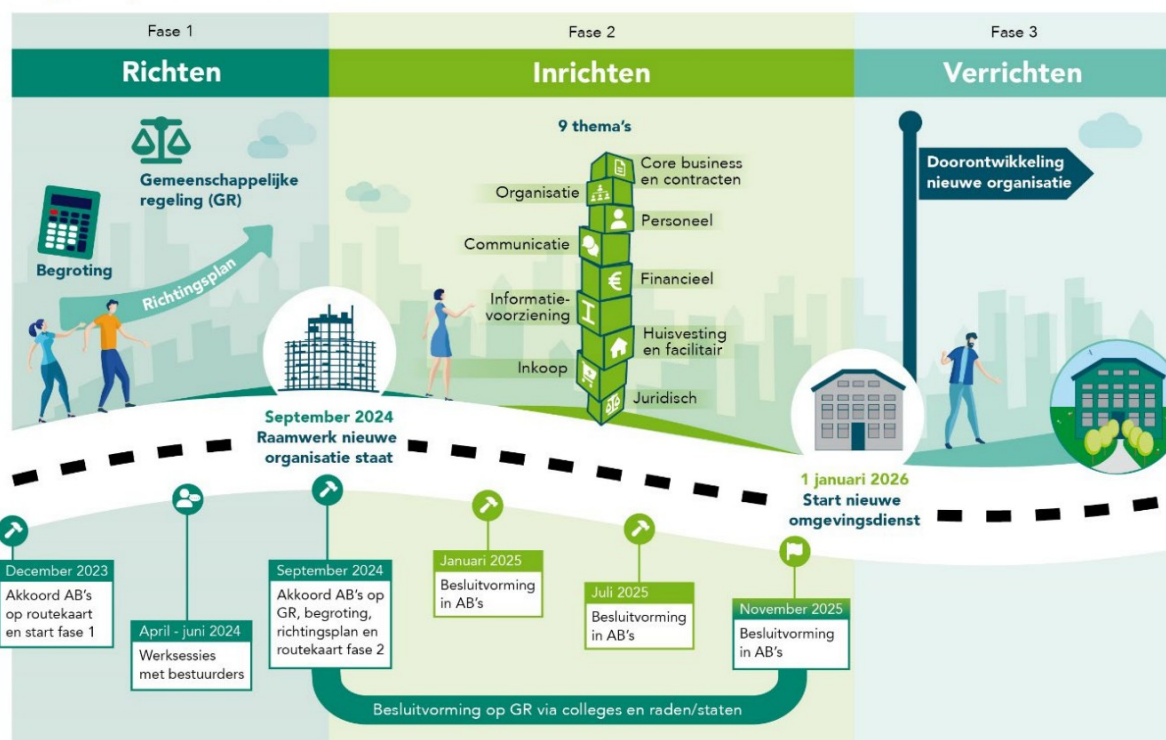 Fase 1
Richten
Fase 2
Inrichten
Fase 3
Verrichten
Gemeenschappelijke
regeling (GR)
Begroting
Richtingsplan
September 2024
Raamwerk nieuwe
organisatie staat
9 thema's
Core business
en contracten
Organisatie
Personeel
Communicatie
Financieel
Informatie-
voorziening
Huisvesting
en facilitair
Inkoop
Juridisch
Doorontwikkeling
nieuwe organisatie
1 januari 2026
Start nieuwe
omgevingsdienst
December 2023
Akkoord AB's
op routekaart
en start fase 1
April - juni 2024
Werksessies
met bestuurders
September 2024
Akkoord AB's op
GR, begroting,
richtingsplan en
routekaart fase 2
Januari 2025
Besluitvorming
in AB's
Juli 2025
Besluitvorming
in AB's
November 2025
Besluitvorming
in AB's
Besluitvorming op GR via colleges en raden/staten